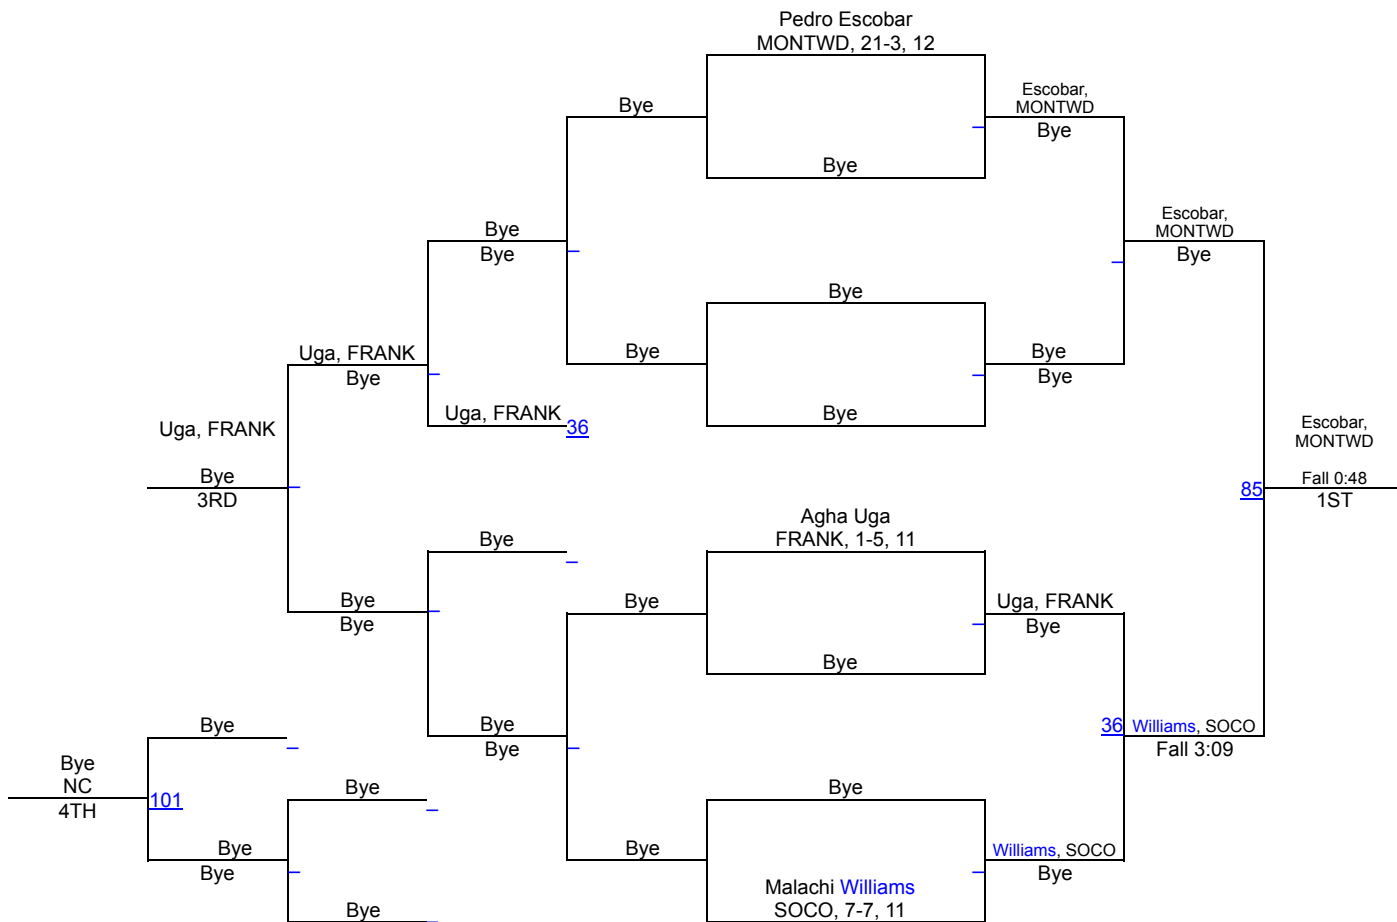 Pedro Escobar
MONTWD, 21-3, 12
Bye
Escobar,
MONTWD
Bye
Bye
Bye
Bye
Escobar,
MONTWD
Bye
Bye
Uga, FRANK
Bye
Bye
Bye
Bye
Bye
Uga, FRANK
36
Bye
Uga, FRANK
Bye
3RD
Escobar,
MONTWD
Fall 0:48
85
1ST
Agha Uga
FRANK, 1-5, 11
Bye
Bye
Bye
Bye
Uga, FRANK
Bye
Bye
Bye
Bye
Bye
36
Williams, SOCO
Fall 3:09
Bye
NC
4TH
101
Bye
Bye
Bye
Bye
Bye
Williams, SOCO
Bye
Malachi Williams
SOCO, 7-7, 11
Bye